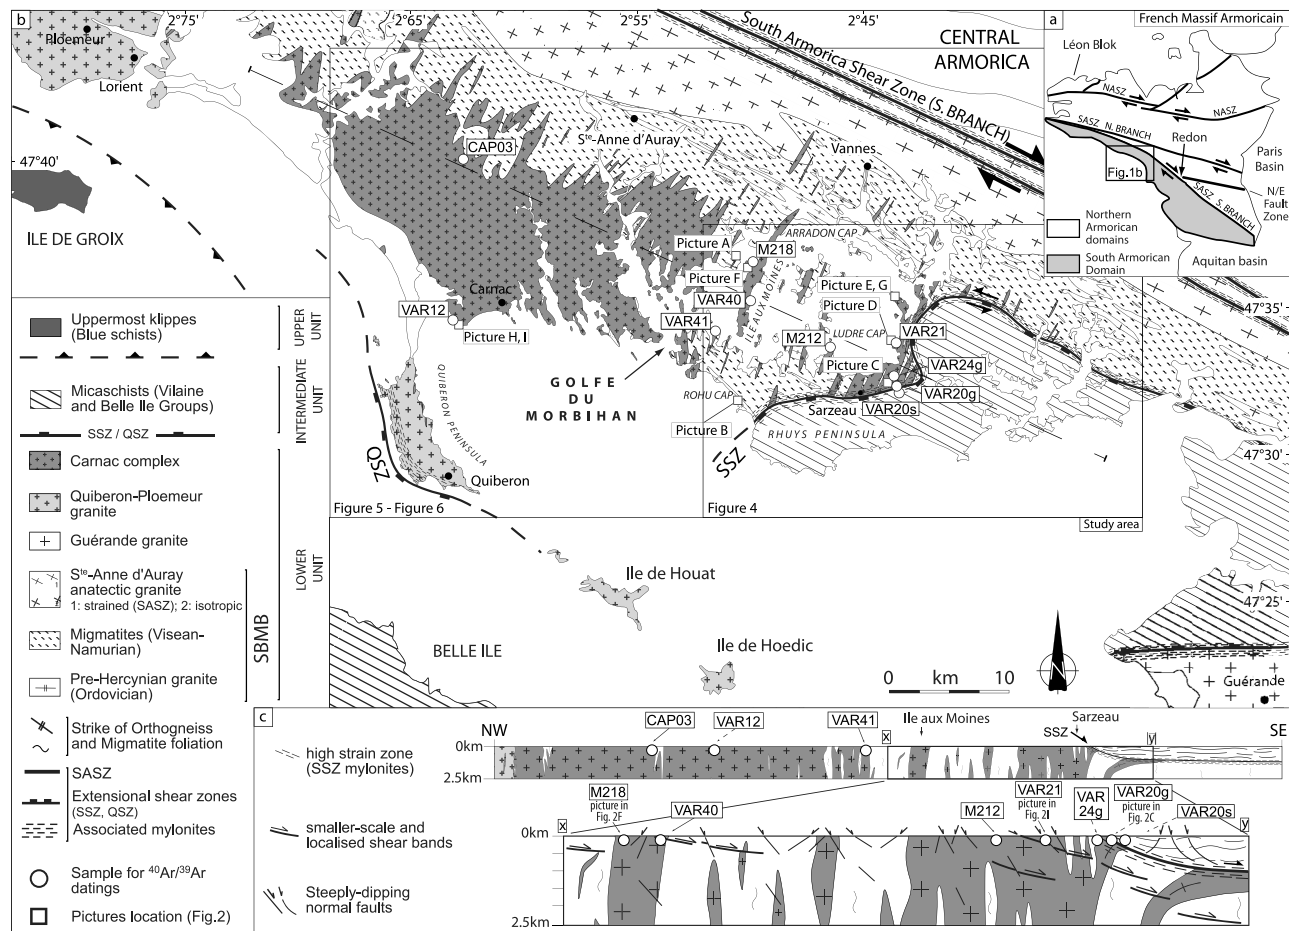 b
2°75'
2°65'
2°55'
2°45'
Ploemeur
Lorient
47°40'
ILE DE GROIX
CAP03
Ste-Anne d'Auray
South Armorica Shear Zone (S. BRANCH)
CENTRAL
ARMORICA
Vannes
ARRADON CAP
Picture A
M218
Picture F
VAR40
ILE AUX MOINES
Picture E, G
Picture D
Carnac
VAR12
Picture H, I
VAR41
M212
LUDRE CAP
VAR21
Picture C
VAR24g
VAR20g
VAR20s
ROHU CAP
Sarzeau
Picture B
SSZ
RHUYS PENINSULA
GOLFE
DU
MORBIHAN
QUIBERON PENINSULA
QSZ
Quiberon
Figure 5 - Figure 6
Figure 4
Study area
47°35'
47°30'
47°25'
Ile de Houat
Ile de Hoedic
BELLE ILE
0 km 10
N
Guérande
a
French Massif Armoricain
Léon Blok
NASZ
NASZ
SASZ N. BRANCH
Redon
Fig.1b
SASZ S. BRANCH
Paris
Basin
N/E
Fault
Zone
Northern
Armorican
domains
South Armorican
Domain
Aquitan basin
Uppermost klippes
(Blue schists)
UPPER
UNIT
Micaschists (Vilaine
and Belle Ile Groups)
INTERMEDIATE
UNIT
SSZ / QSZ
Carnac complex
Quiberon-Ploemeur
granite
Guérande granite
LOWER
UNIT
Ste-Anne d'Auray
anatectic granite
1: strained (SASZ); 2: isotropic
Migmatites (Visean-
Namurian)
Pre-Hercynian granite
(Ordovician)
SBMB
Strike of Orthogneiss
and Migmatite foliation
SASZ
Extensional shear zones
(SSZ, QSZ)
Associated mylonites
Sample for 40Ar/39Ar
datings
Pictures location (Fig.2)
c
high strain zone
(SSZ mylonites)
smaller-scale and
localised shear bands
Steeply-dipping
normal faults
NW
SE
CAP03
VAR12
VAR41
Ile aux Moines
Sarzeau
SSZ
x
y
0km
2.5km
M218
picture in
Fig. 2F
VAR40
M212
VAR21
picture in
Fig. 2I
VAR
24g
VAR20g
picture in
Fig. 2C
VAR20s
x
y
0km
2.5km